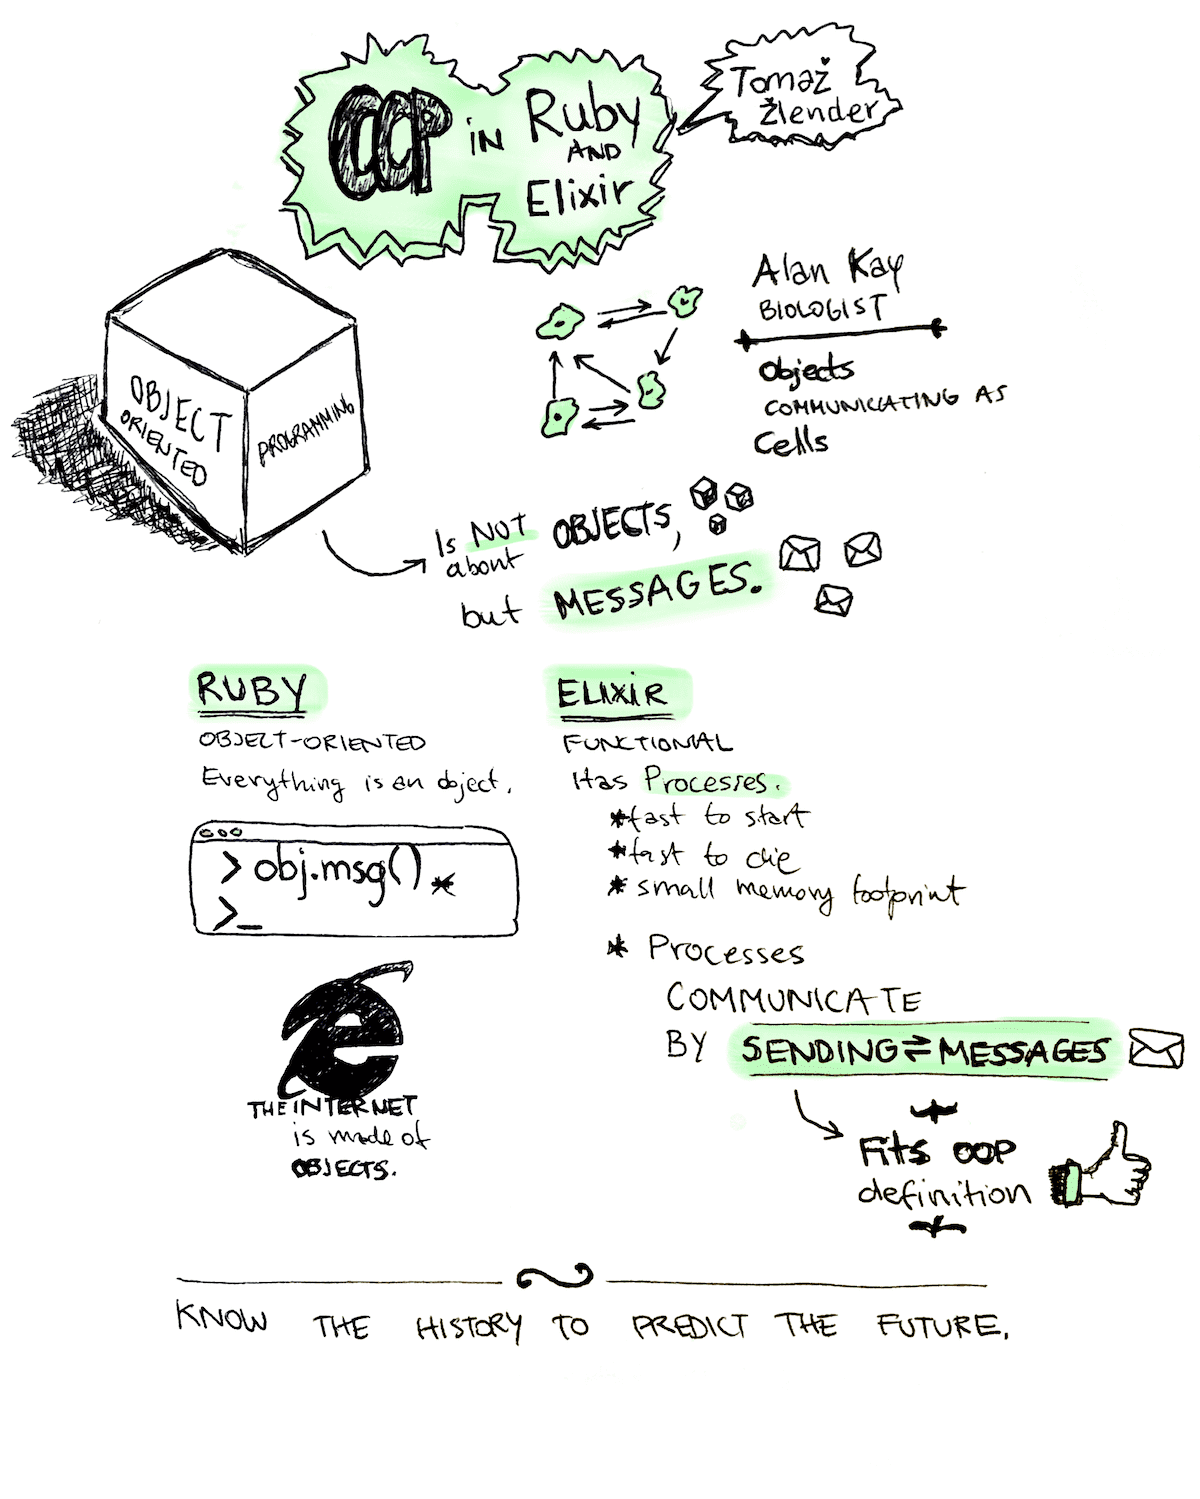 OOP in Ruby
AND
Elixir
Tomaž
Žlender
OBJECT
ORIENTED
PROGRAMMING
Alan Kay
BIOLOGIST
Objects
COMMUNICATING AS
Cells
Is NOT
about
OBJECTS,
but MESSAGES.
RUBY
OBJECT-ORIENTED
Everything is an object.
> obj.msg() *
>_
THE INTERNET
is made of
OBJECTS.
ELIXIR
FUNCTIONAL
Has Processes.
* fast to start
* fast to die
* small memory footprint
* Processes
COMMUNICATE
BY SENDING ⇌ MESSAGES
Fits OOP
definition
KNOW THE HISTORY TO PREDICT THE FUTURE.